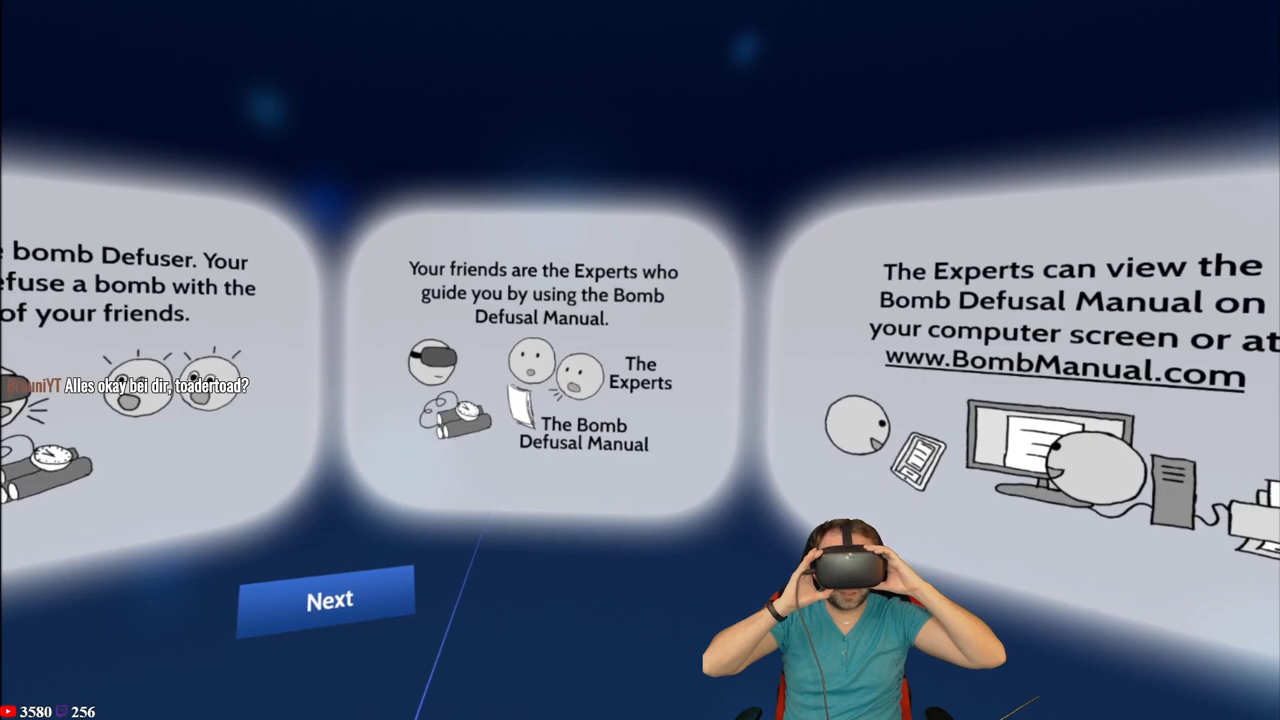 bomb Defuser. Your
efuse a bomb with the
of your friends.
BrauniYT Alles okay bei dir, toadertoad?
Your friends are the Experts who
guide you by using the Bomb
Defusal Manual.
The
Experts
The Bomb
Defusal Manual
The Experts can view the
Bomb Defusal Manual on
your computer screen or at
www.BombManual.com
Next
3580 256